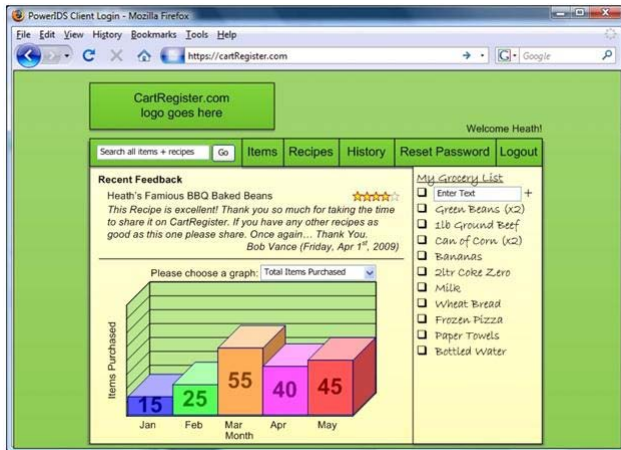 PowerIDS Client Login - Mozilla Firefox
File Edit View History Bookmarks Tools Help
https://cartRegister.com
Google
CartRegister.com
logo goes here
Welcome Heath!
Search all items + recipes Go Items Recipes History Reset Password Logout
Recent Feedback
Heath's Famious BBQ Baked Beans
This Recipe is excellent! Thank you so much for taking the time
to share it on CartRegister. If you have any other recipes as
good as this one please share. Once again... Thank You.
Bob Vance (Friday, Apr 1st, 2009)
Please choose a graph: Total Items Purchased
Items Purchased
15
25
55
40
45
Jan Feb Mar Apr May
Month
My Grocery List
Enter Text +
Green Beans (x2)
1lb Ground Beef
Can of Corn (x2)
Bananas
2ltr Coke Zero
Milk
Wheat Bread
Frozen Pizza
Paper Towels
Bottled Water